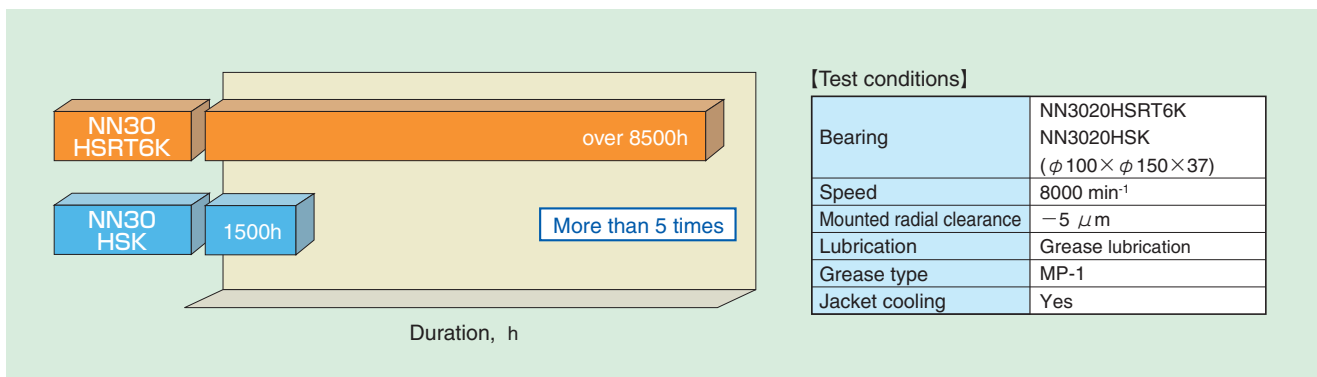 NN30
HSRT6K
over 8500h
NN30
HSK
1500h
More than 5 times
Duration, h
【Test conditions】
Bearing
NN3020HSRT6K
NN3020HSK
(φ100×φ150×37)
Speed 8000 min-1
Mounted radial clearance －5 μm
Lubrication Grease lubrication
Grease type MP-1
Jacket cooling Yes